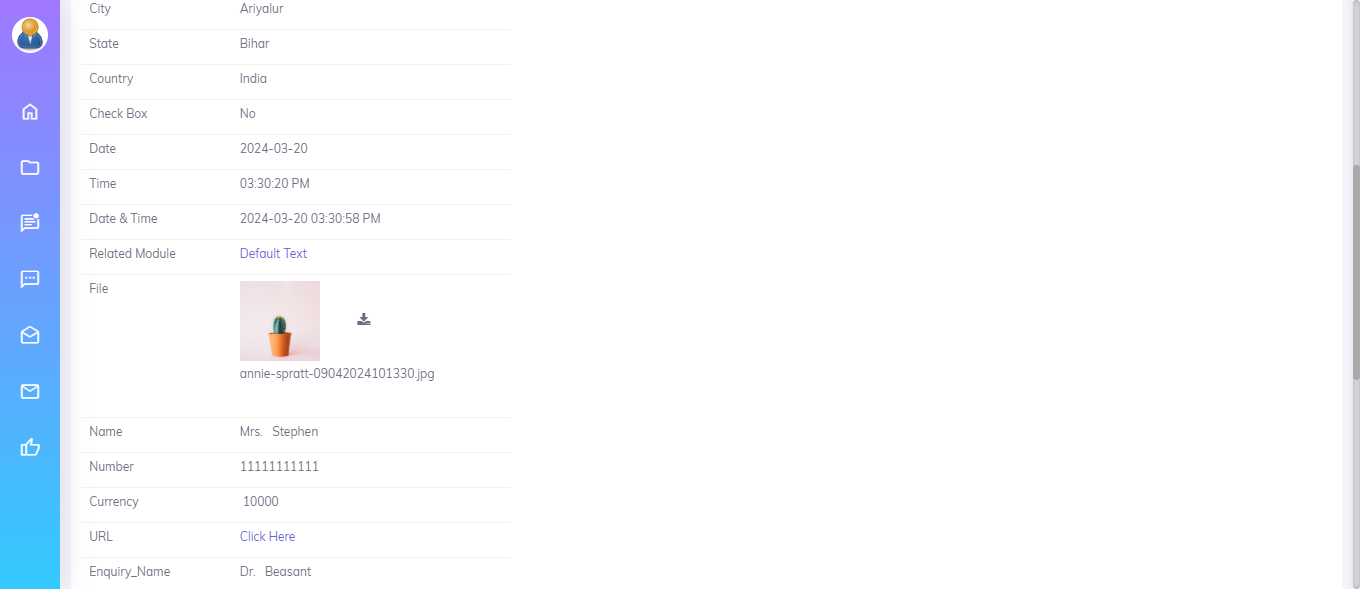 City Ariyalur
State Bihar
Country India
Check Box No
Date 2024-03-20
Time 03:30:20 PM
Date & Time 2024-03-20 03:30:58 PM
Related Module Default Text
File
annie-spratt-09042024101330.jpg
Name Mrs. Stephen
Number 11111111111
Currency 10000
URL Click Here
Enquiry_Name Dr. Beasant